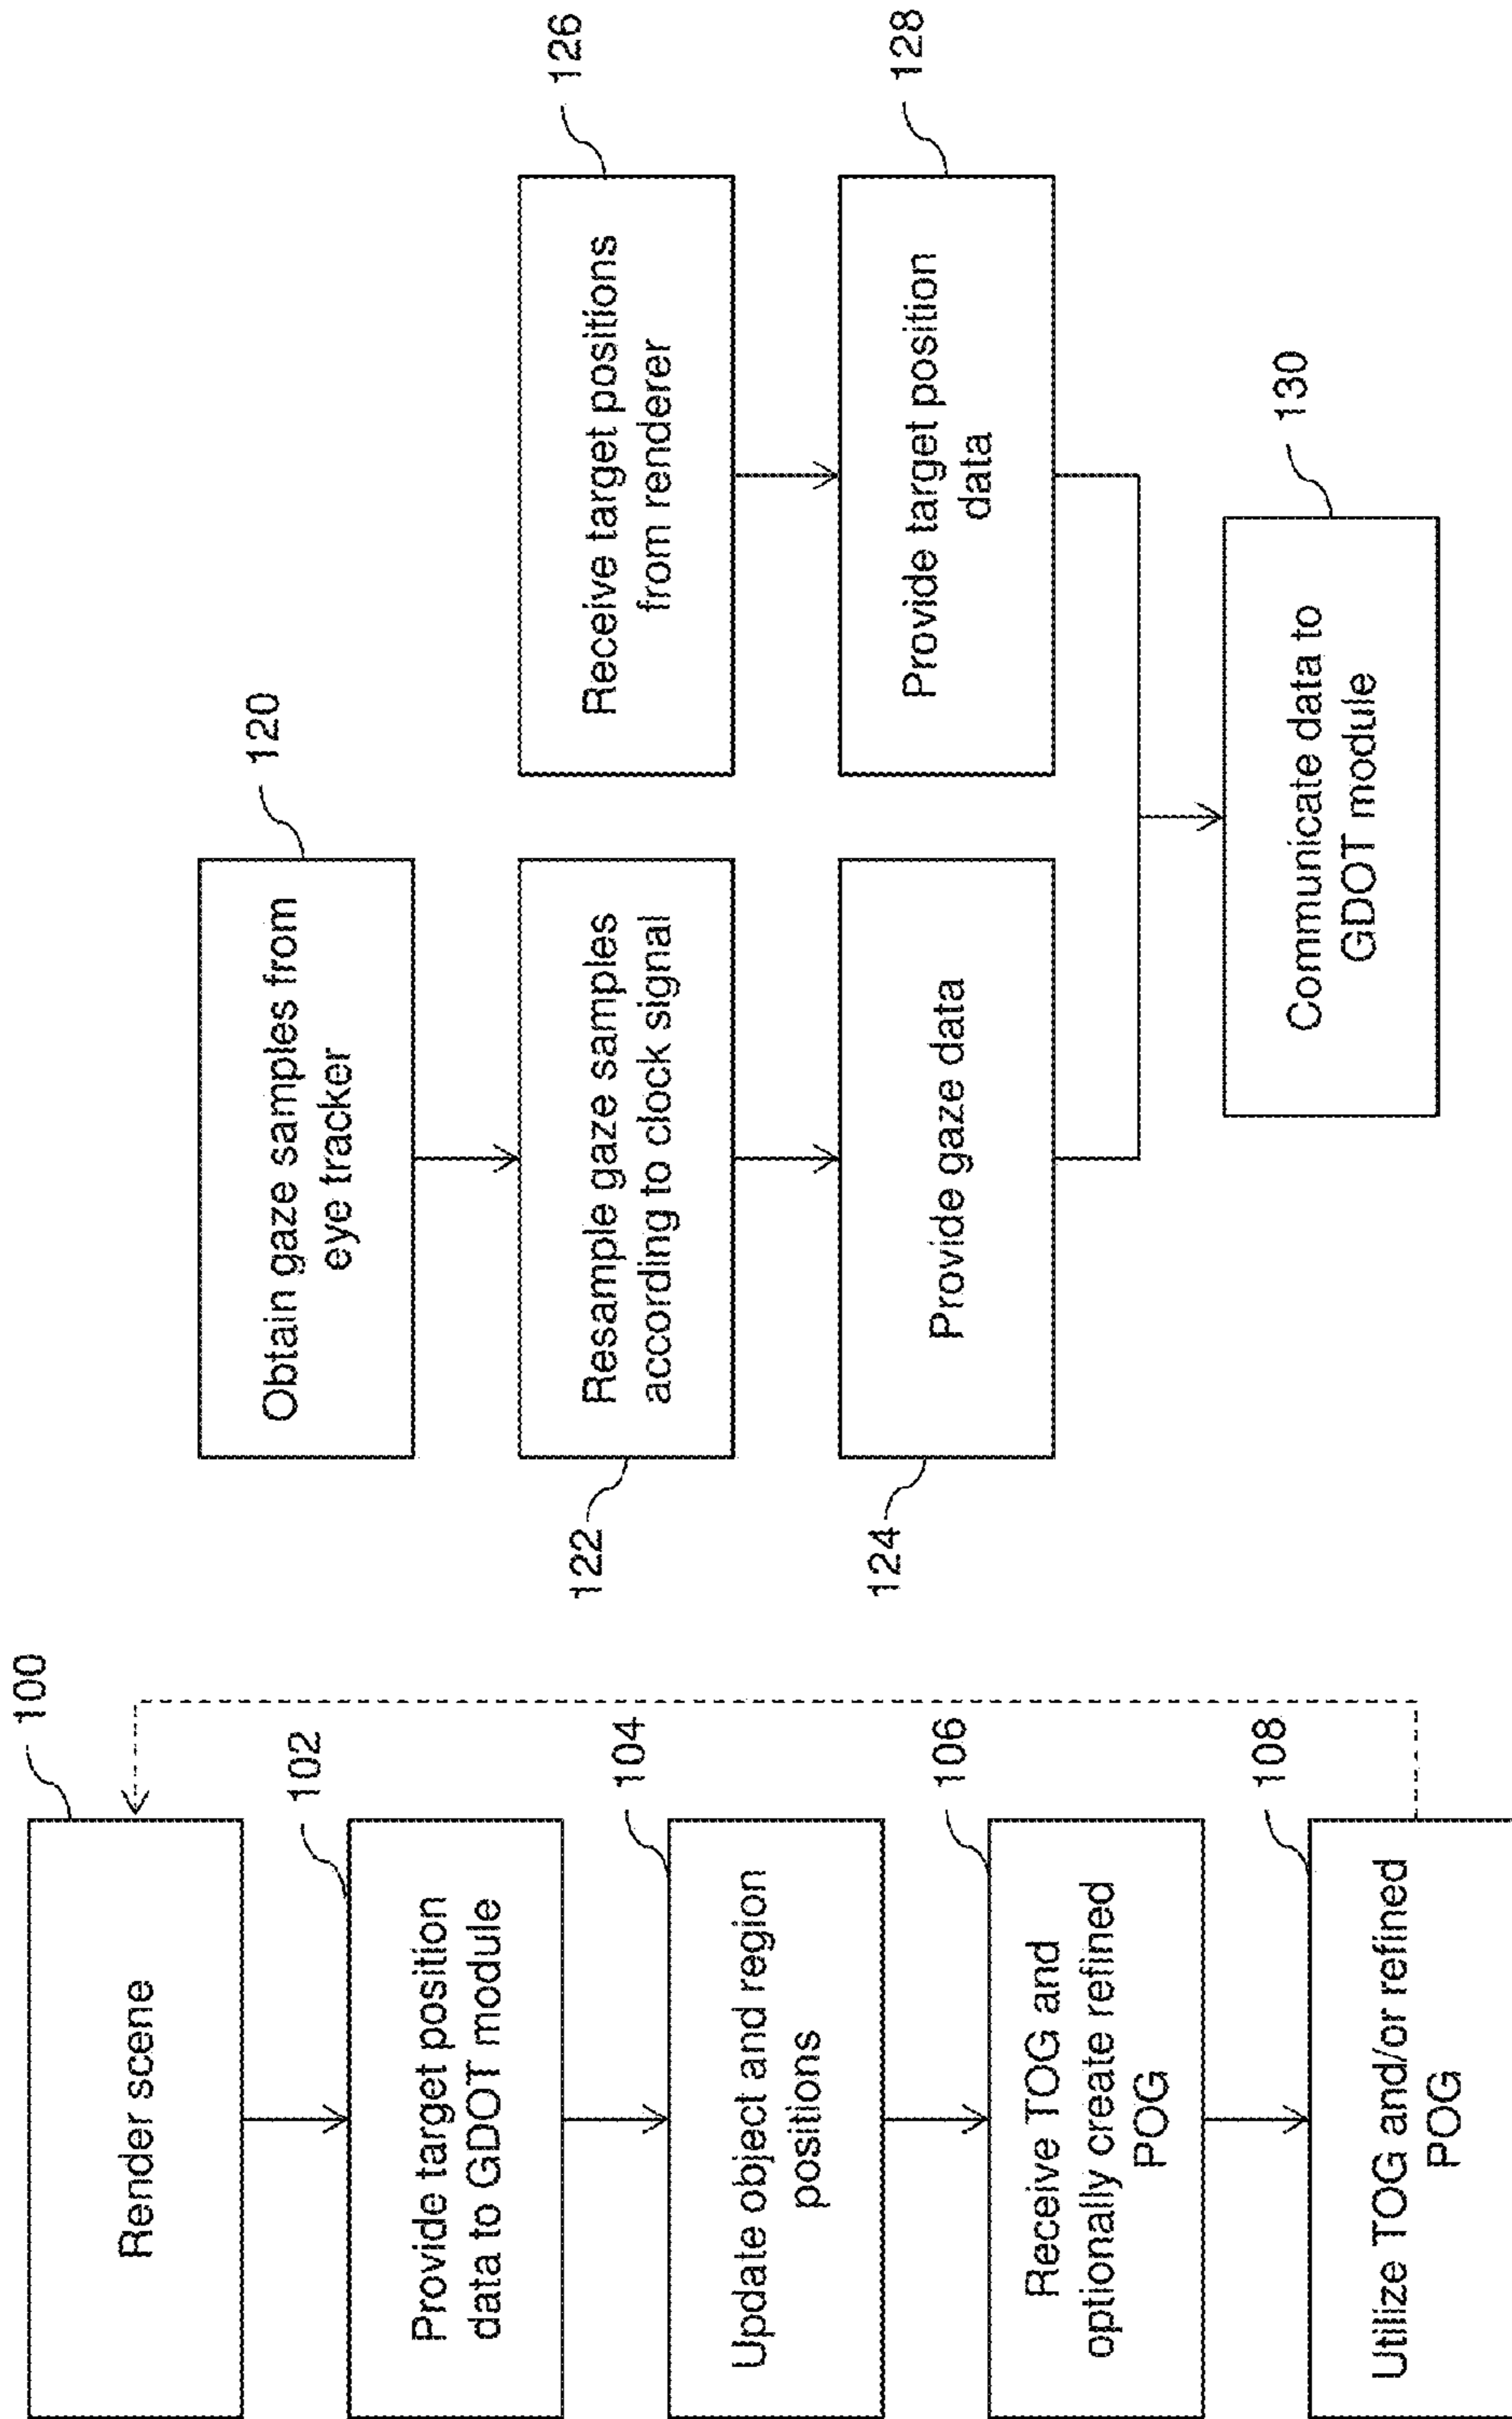 100
Render scene
102
Provide target position
data to GDOT module
104
Update object and region
positions
106
Receive TOG and
optionally create refined
POG
108
Utilize TOG and/or refined
POG
120
Obtain gaze samples from
eye tracker
122
Resample gaze samples
according to clock signal
124
Provide gaze data
126
Receive target positions
from renderer
128
Provide target position
data
130
Communicate data to
GDOT module